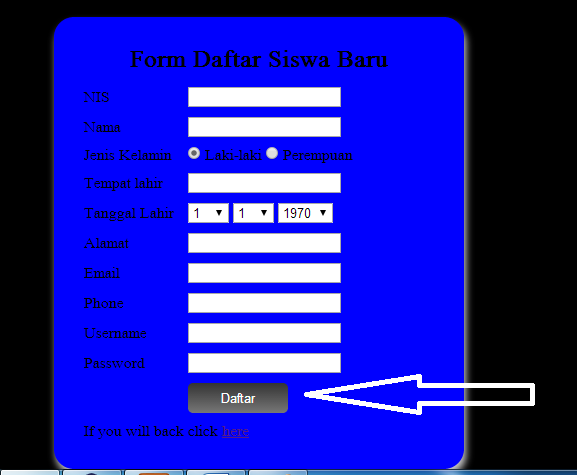 Form Daftar Siswa Baru
NIS
Nama
Jenis Kelamin Laki-laki Perempuan
Tempat lahir
Tanggal Lahir 1 1 1970
Alamat
Email
Phone
Username
Password
Daftar
If you will back click here